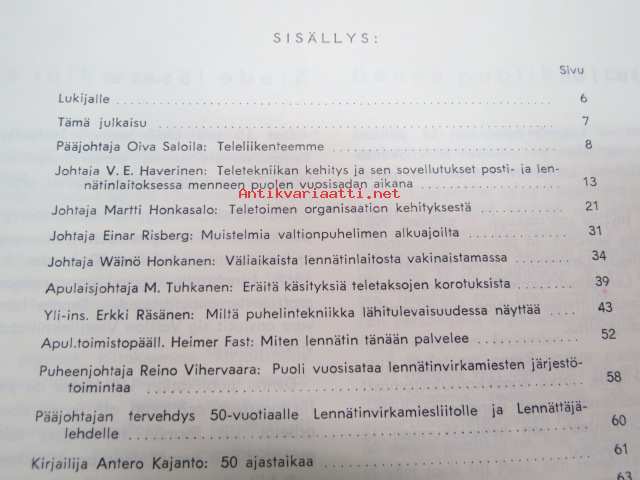 SISÄLLYS:
Sivu
Lukijalle 6
Tämä julkaisu 7
Pääjohtaja Oiva Saloila: Teleliikenteemme 8
Johtaja V. E. Haverinen: Teletekniikan kehitys ja sen sovellutukset posti- ja len-
nätinlaitoksessa menneen puolen vuosisadan aikana 13
Antikvariaatti.net
Johtaja Martti Honkasalo: Teletoimen organisaation kehityksestä 21
Johtaja Einar Risberg: Muistelmia valtionpuhelimen alkuajoilta 31
Johtaja Wäinö Honkanen: Väliaikaista lennätinlaitosta vakinaistamassa 34
Apulaisjohtaja M. Tuhkanen: Eräitä käsityksiä teletaksojen korotuksista 39
Yli-ins. Erkki Räsänen: Miltä puhelintekniikka lähitulevaisuudessa näyttää 43
Apul.toimistopääll. Heimer Fast: Miten lennätin tänään palvelee 52
Puheenjohtaja Reino Vihervaara: Puoli vuosisataa lennätinvirkamiesten järjestö-
toimintaa 58
Pääjohtajan tervehdys 50-vuotiaalle Lennätinvirkamiesliitolle ja Lennättäjä-
lehdelle 60
Kirjailija Antero Kajanto: 50 ajastaikaa 61
63